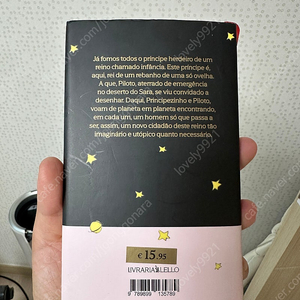 Já fomos todos o príncipe herdeiro de um
reino chamado infância. Este príncipe é,
aqui, rei de um rebanho de uma só ovelha.
A que, Piloto, aterrado de emergência
no deserto do Sara, se viu convidado a
desenhar. Daqui, Principezinho e Piloto,
voam de planeta em planeta encontrando,
em cada um, um homem só que passa a
ser, assim, um novo cidadão deste reino tão
imaginário e utópico quanto necessário.
€ 15,95
LIVRARIA LELLO
9 789899 135789
lovely9921
lovely9921